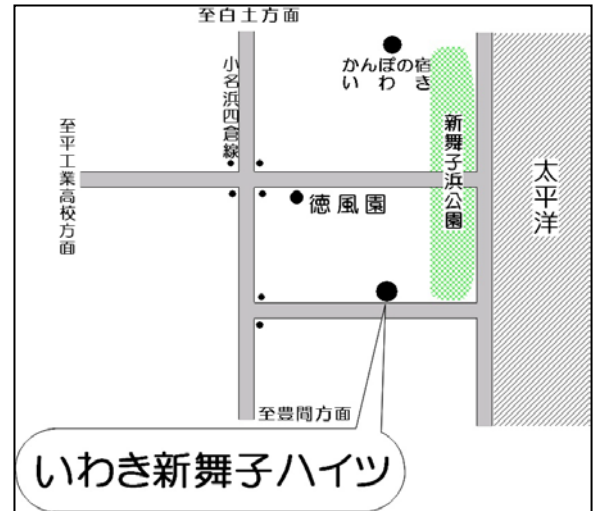 至白土方面
かんぽの宿
いわき
小名浜四倉線
至平工業高校方面
新舞子浜公園
太平洋
徳風園
至豊間方面
いわき新舞子ハイツ